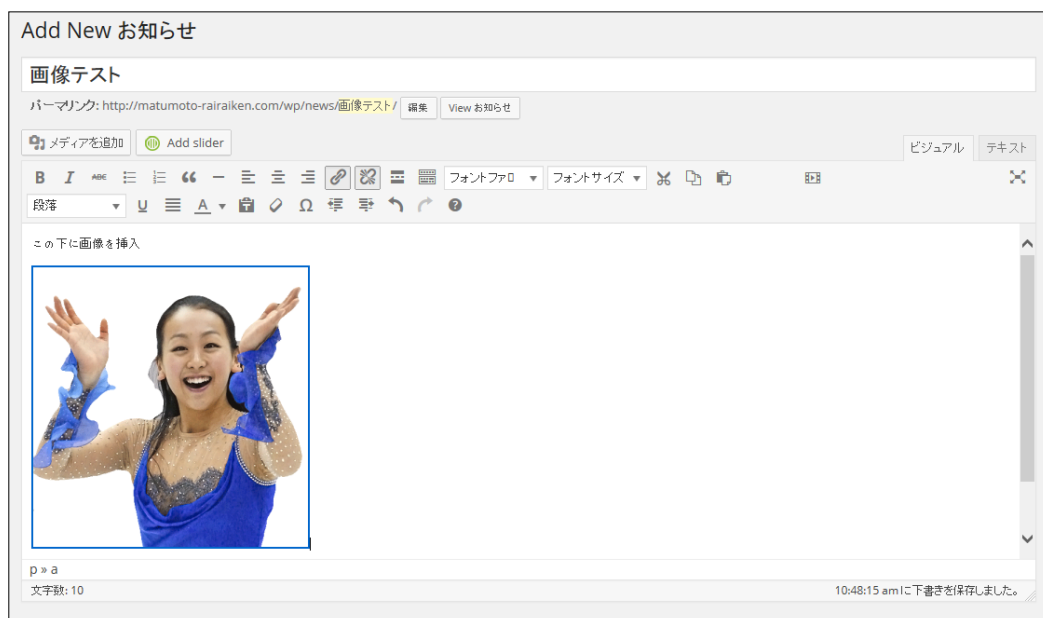 Add New お知らせ
画像テスト
パーマリンク: http://matumoto-rairaiken.com/wp/news/画像テスト/ 編集 View お知らせ
メディアを追加 Add slider ビジュアル テキスト
B I ABC フォントファミ フォントサイズ
段落 U A Ω
この下に画像を挿入
p » a
文字数: 10 10:48:15 am に下書きを保存しました。